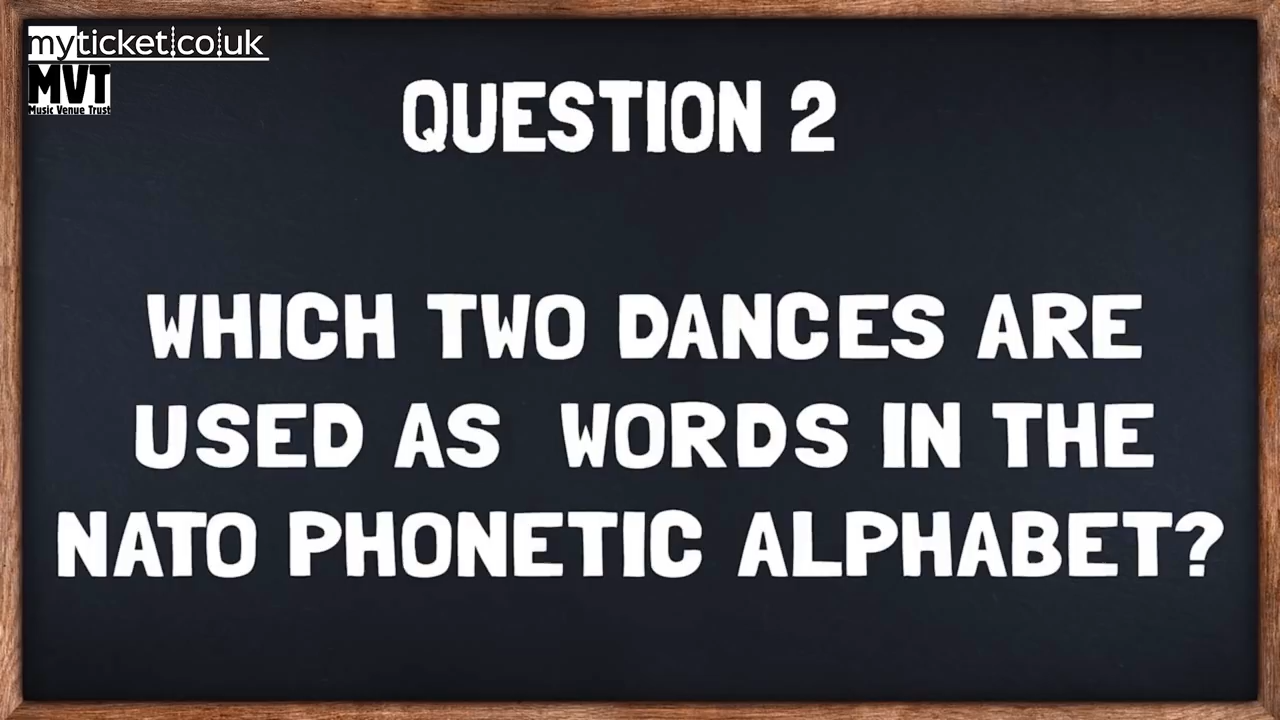 myticket.co.uk
MVT
Music Venue Trust
QUESTION 2
WHICH TWO DANCES ARE
USED AS WORDS IN THE
NATO PHONETIC ALPHABET?